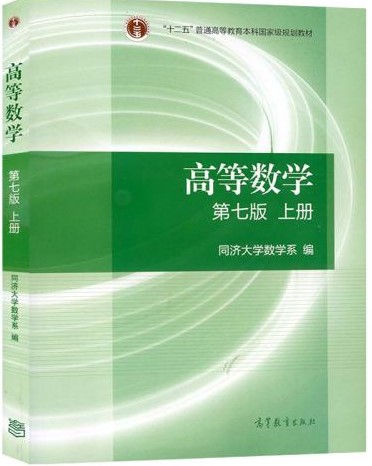 "十二五"普通高等教育本科国家级规划教材
高等数学
第七版 上册
同济大学数学系 编
高等教育出版社
高等数学
第七版 上册
同济大学数学系 编